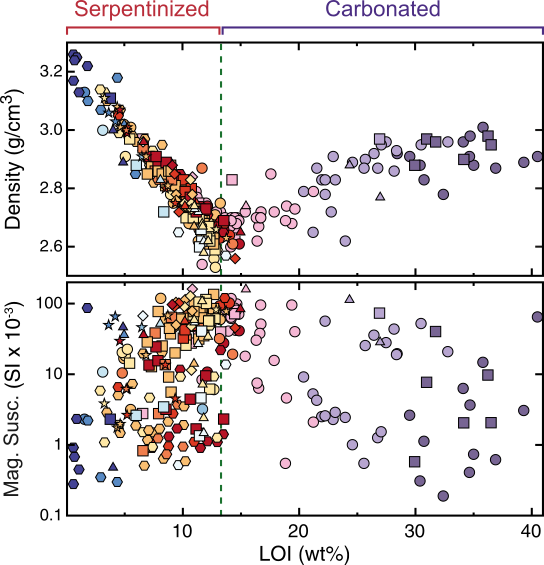 Serpentinized Carbonated
3.2
3.0
2.8
2.6
Density (g/cm³)
100
10
1
0.1
Mag. Susc. (SI x 10⁻³)
10 20 30 40
LOI (wt%)